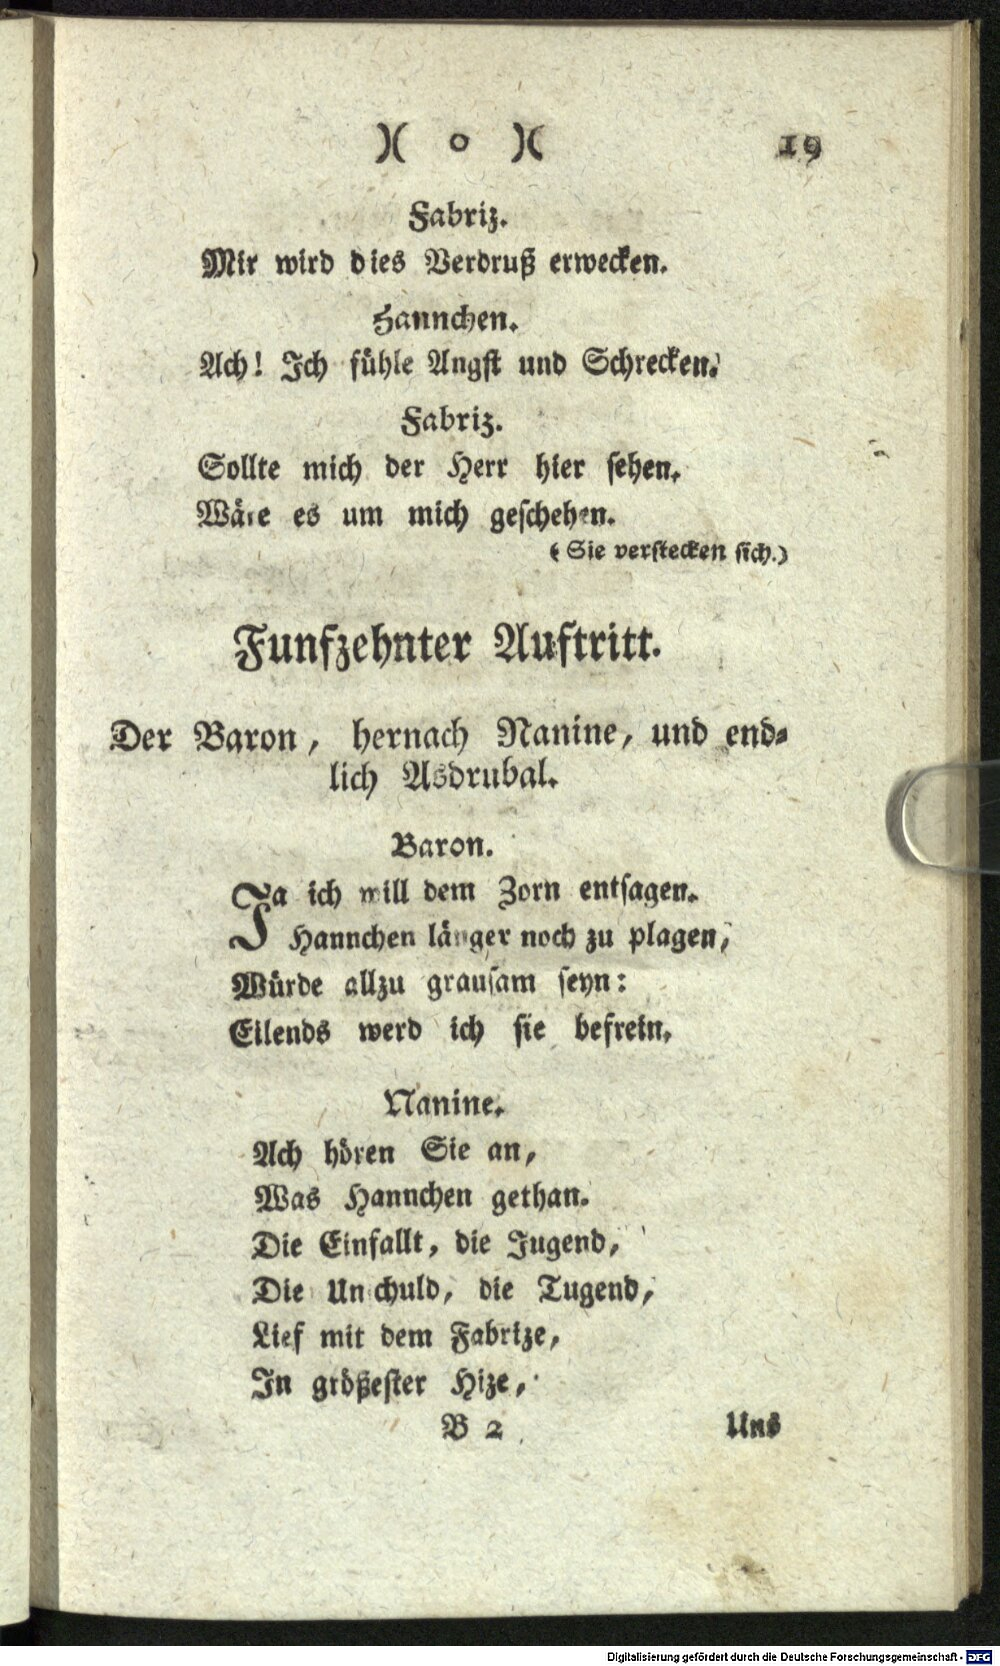 )( o )( 19
Fabriz.
Mir wird dies Verdruß erwecken.
Hannchen.
Ach! Ich fühle Angst und Schrecken.
Fabriz.
Sollte mich der Herr hier sehen.
Wäre es um mich geschehen.
(Sie verstecken sich.)
Funfzehnter Auftritt.
Der Baron, hernach Nanine, und end-
lich Asdrubal.
Baron.
Ja ich will dem Zorn entsagen.
Hannchen länger noch zu plagen,
Würde allzu grausam seyn:
Eilends werd ich sie befrein.
Nanine.
Ach hören Sie an,
Was Hannchen gethan.
Die Einfallt, die Jugend,
Die Unschuld, die Tugend,
Lief mit dem Fabrize,
In größester Hize,
B 2 Uns
Digitalisierung gefördert durch die Deutsche Forschungsgemeinschaft - DFG